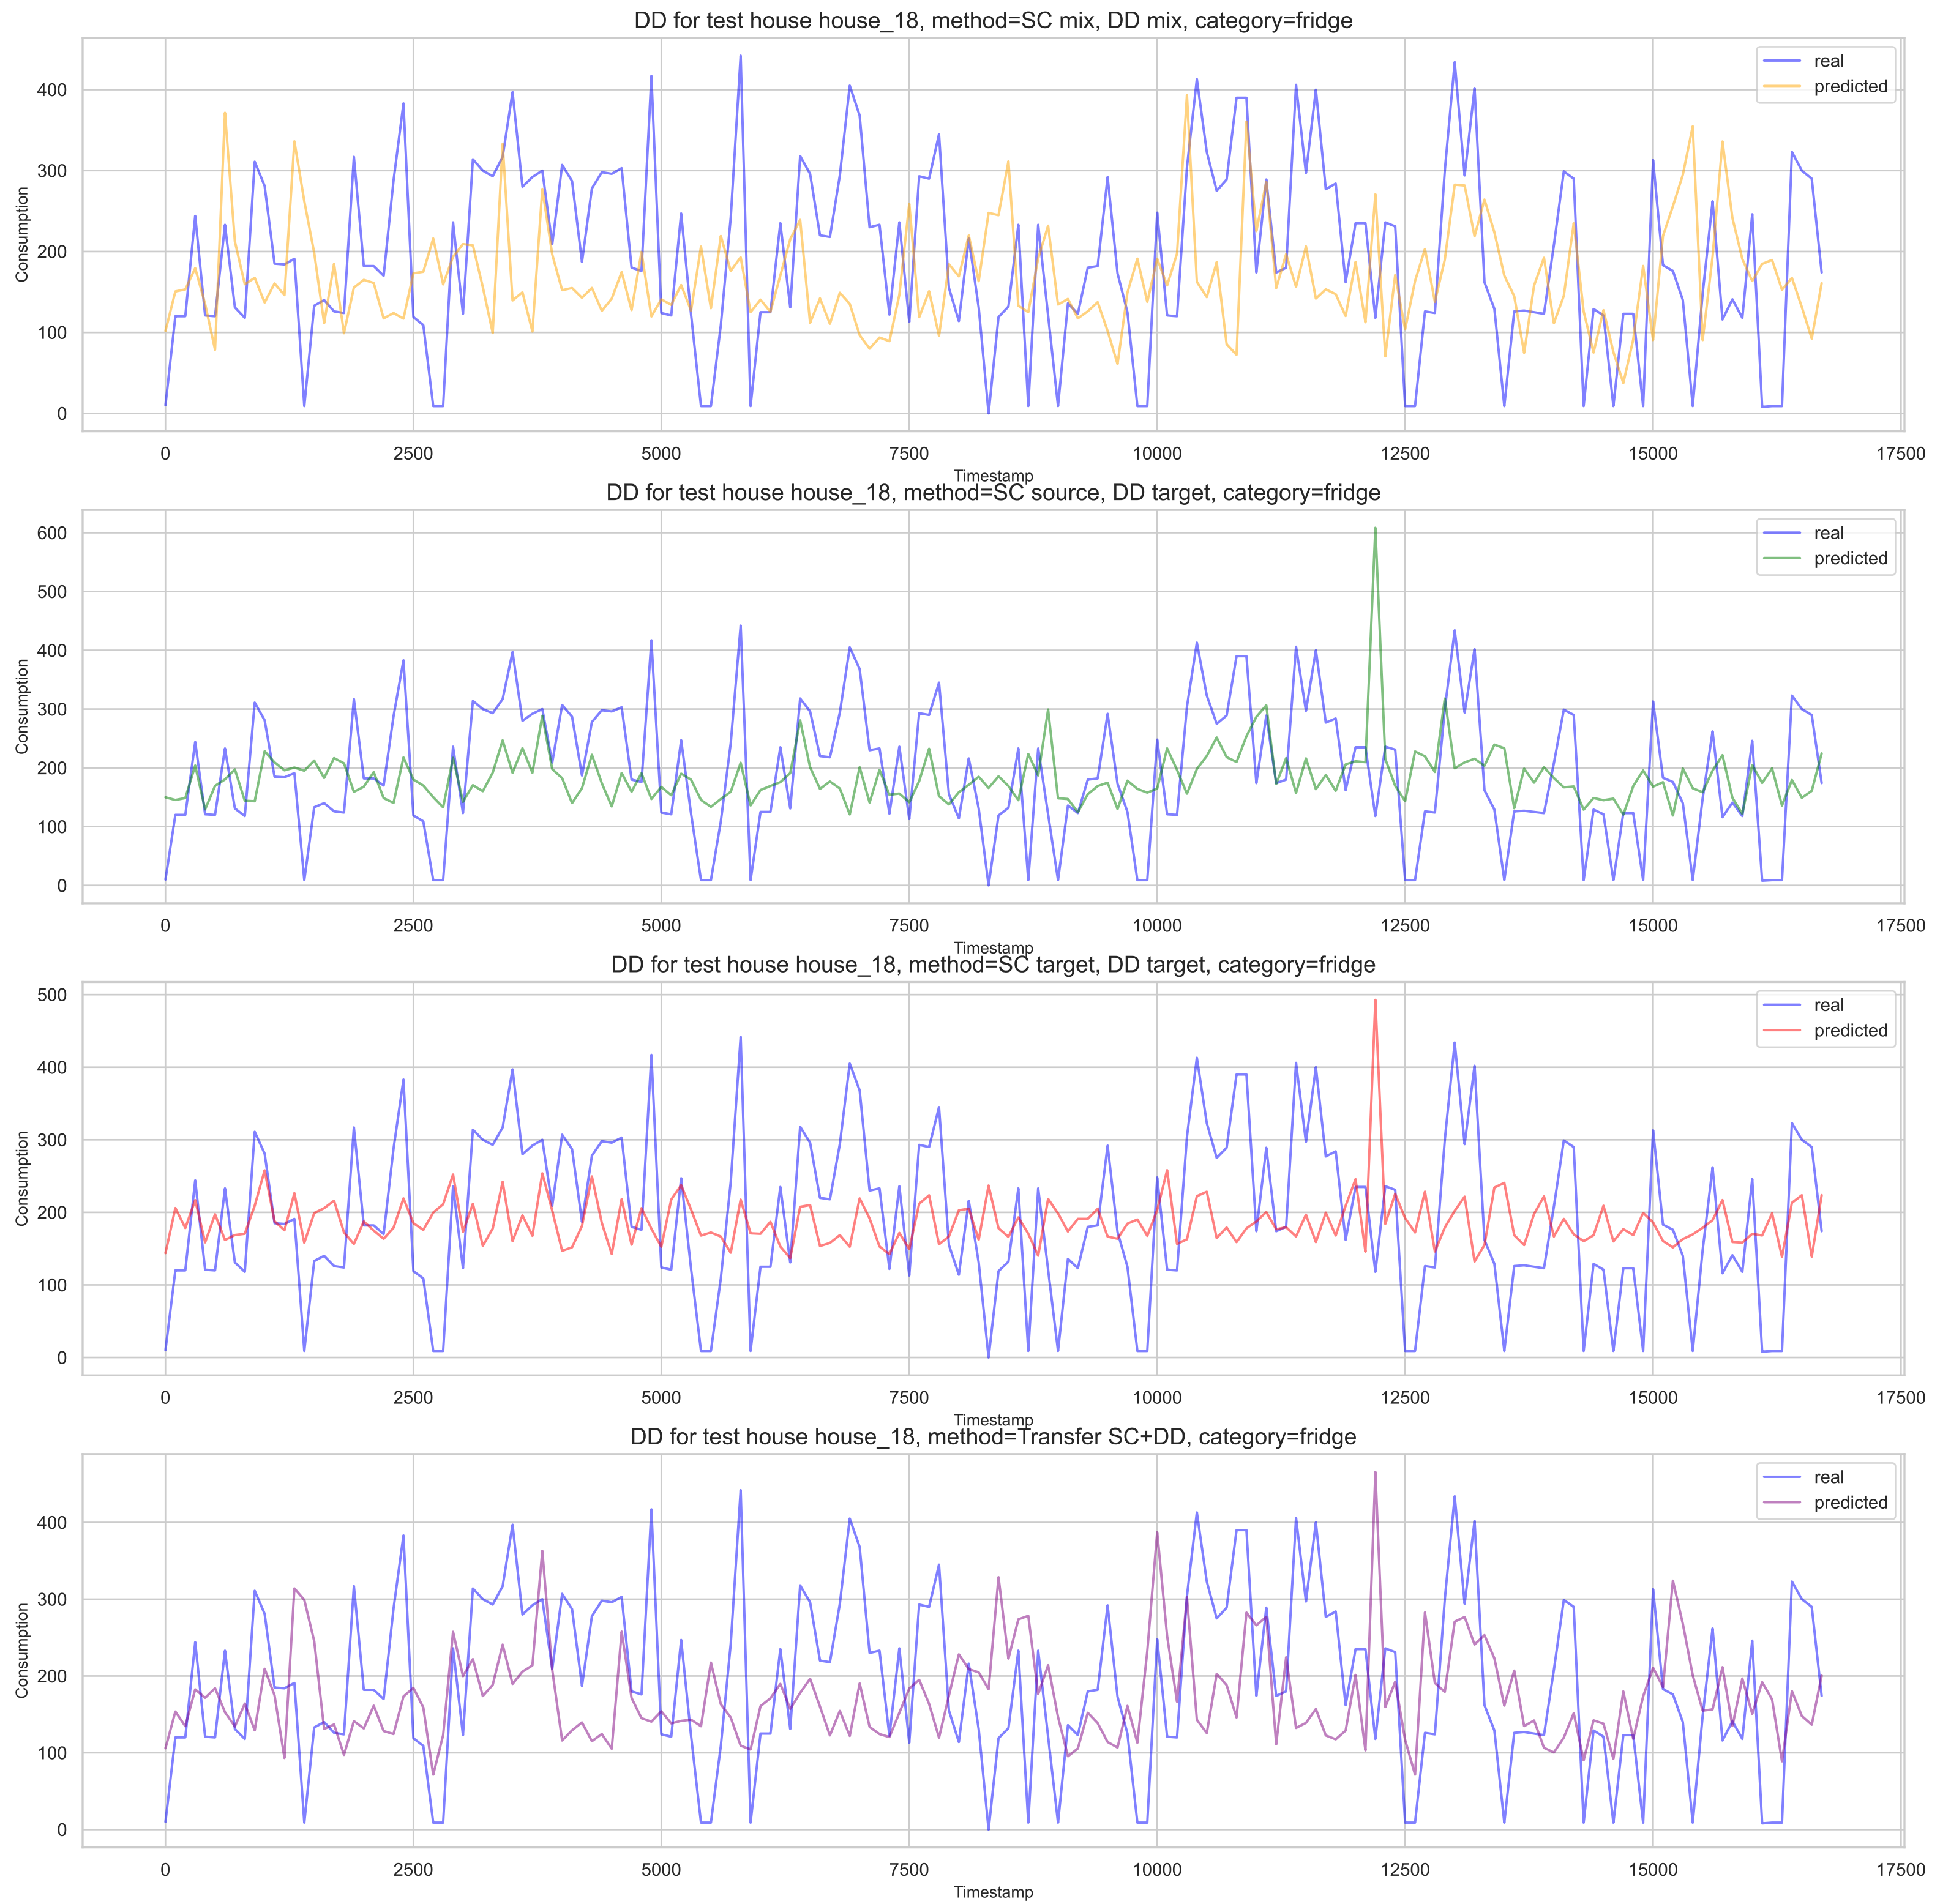 DD for test house house_18, method=SC mix, DD mix, category=fridge
real
predicted
Consumption
400
300
200
100
0
0 2500 5000 7500 10000 12500 15000 17500
Timestamp
DD for test house house_18, method=SC source, DD target, category=fridge
real
predicted
Consumption
600
500
400
300
200
100
0
0 2500 5000 7500 10000 12500 15000 17500
Timestamp
DD for test house house_18, method=SC target, DD target, category=fridge
real
predicted
Consumption
500
400
300
200
100
0
0 2500 5000 7500 10000 12500 15000 17500
Timestamp
DD for test house house_18, method=Transfer SC+DD, category=fridge
real
predicted
Consumption
400
300
200
100
0
0 2500 5000 7500 10000 12500 15000 17500
Timestamp